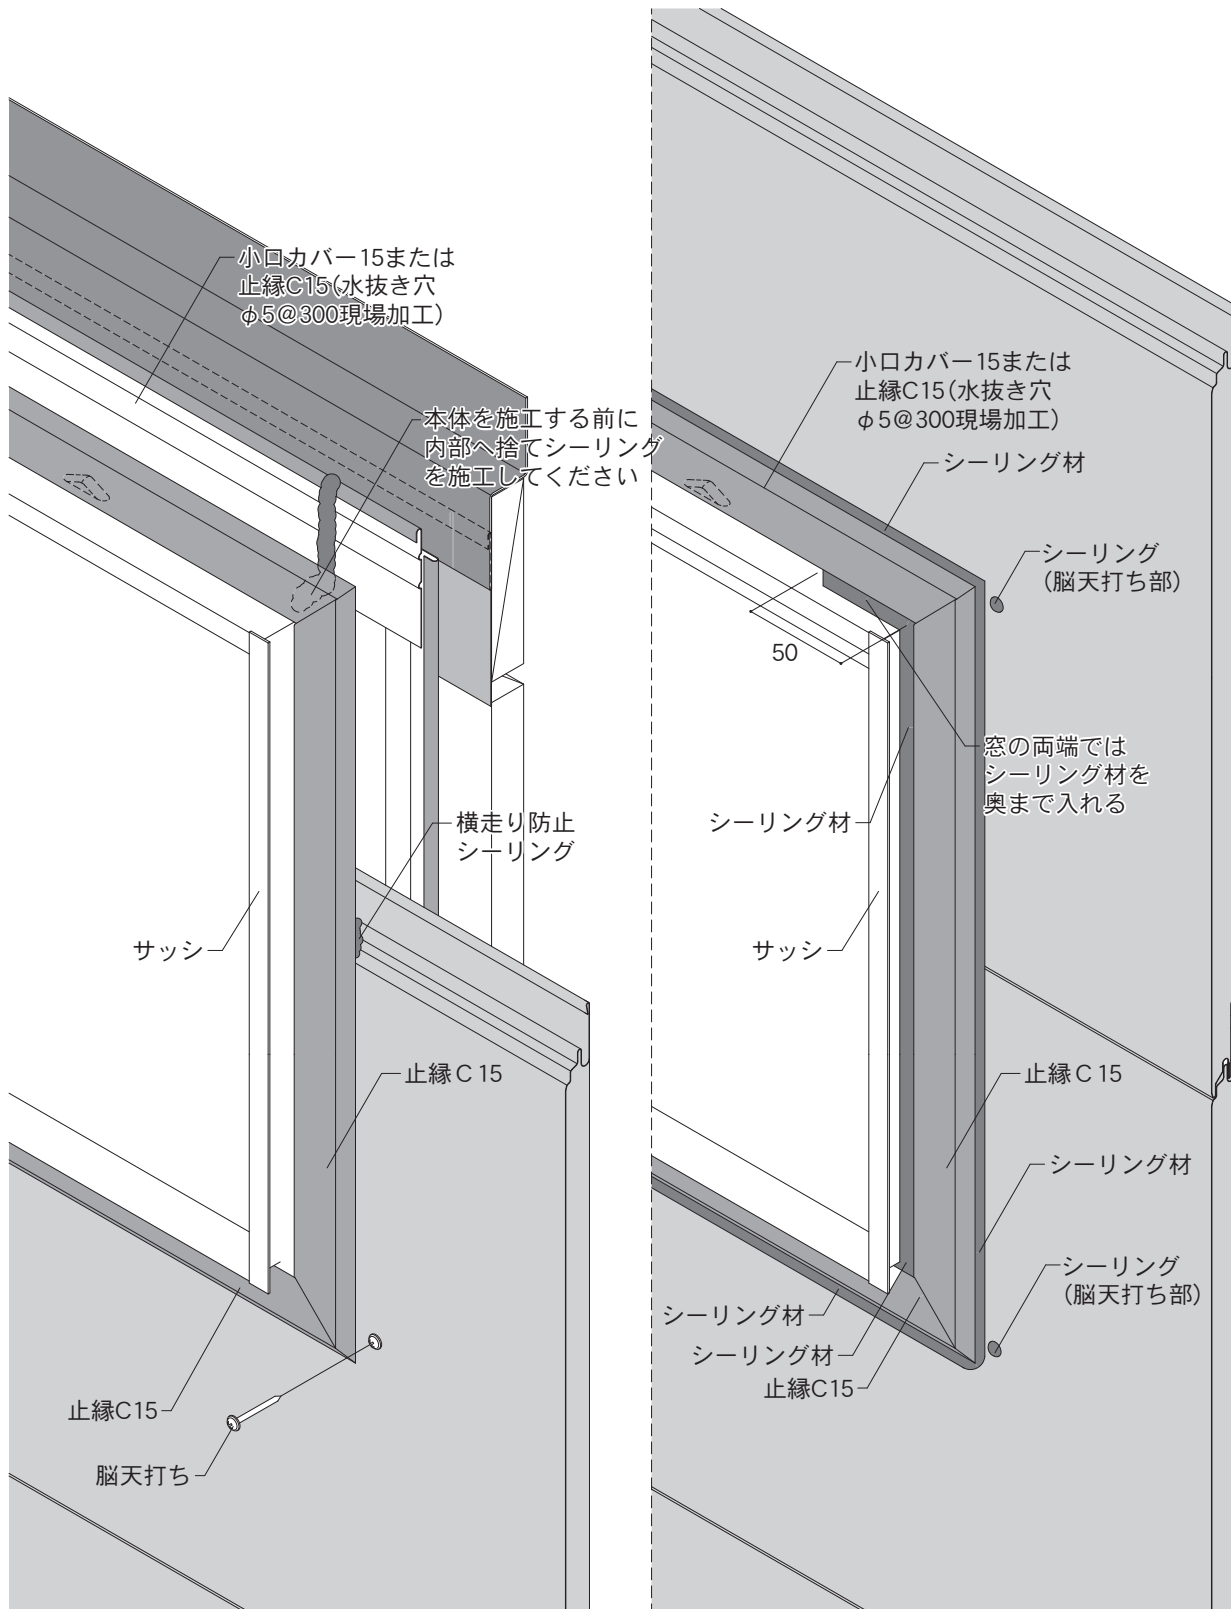 小口カバー15または
止縁C15(水抜き穴
φ5@300現場加工)
本体を施工する前に
内部へ捨てシーリング
を施工してください
横走り防止
シーリング
サッシ
止縁C15
止縁C15
脳天打ち
小口カバー15または
止縁C15(水抜き穴
φ5@300現場加工)
シーリング材
シーリング
(脳天打ち部)
50
窓の両端では
シーリング材を
奥まで入れる
シーリング材
サッシ
止縁C15
シーリング材
シーリング
(脳天打ち部)
シーリング材
シーリング材
止縁C15